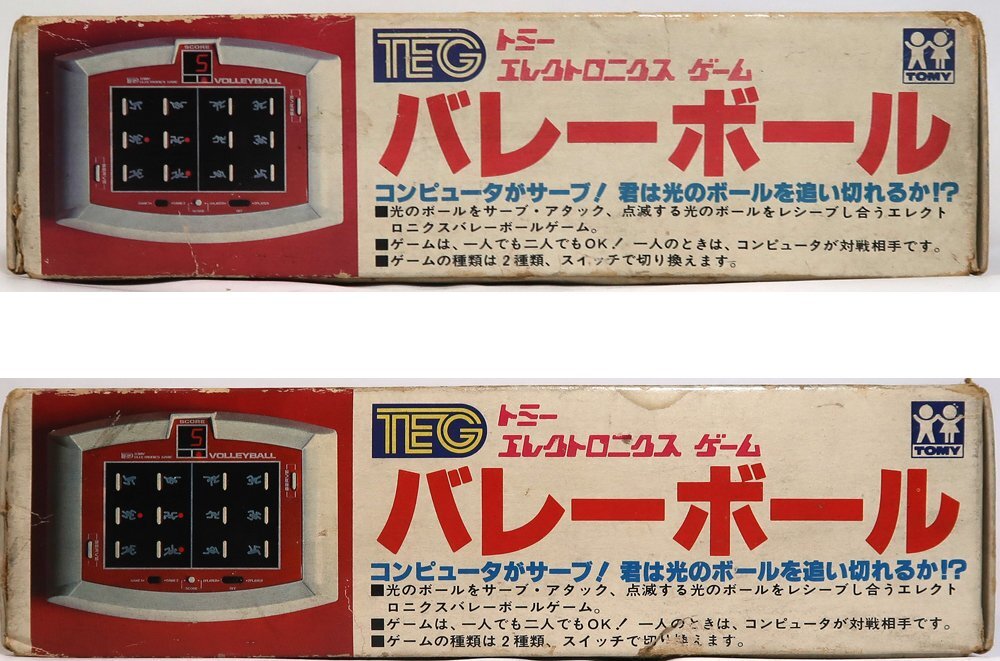 SCORE
VOLLEYBALL
TEG
トミー
エレクトロニクス ゲーム
TOMY
バレーボール
コンピュータがサーブ! 君は光のボールを追い切れるか!?
■光のボールをサーブ・アタック、点滅する光のボールをレシーブし合うエレクト
ロニクスバレーボールゲーム。
■ゲームは、一人でも二人でもOK! 一人のときは、コンピュータが対戦相手です。
■ゲームの種類は2種類、スイッチで切り換えます。
SCORE
VOLLEYBALL
TEG
トミー
エレクトロニクス ゲーム
TOMY
バレーボール
コンピュータがサーブ! 君は光のボールを追い切れるか!?
■光のボールをサーブ・アタック、点滅する光のボールをレシーブし合うエレクト
ロニクスバレーボールゲーム。
■ゲームは、一人でも二人でもOK! 一人のときは、コンピュータが対戦相手です。
■ゲームの種類は2種類、スイッチで切り換えます。